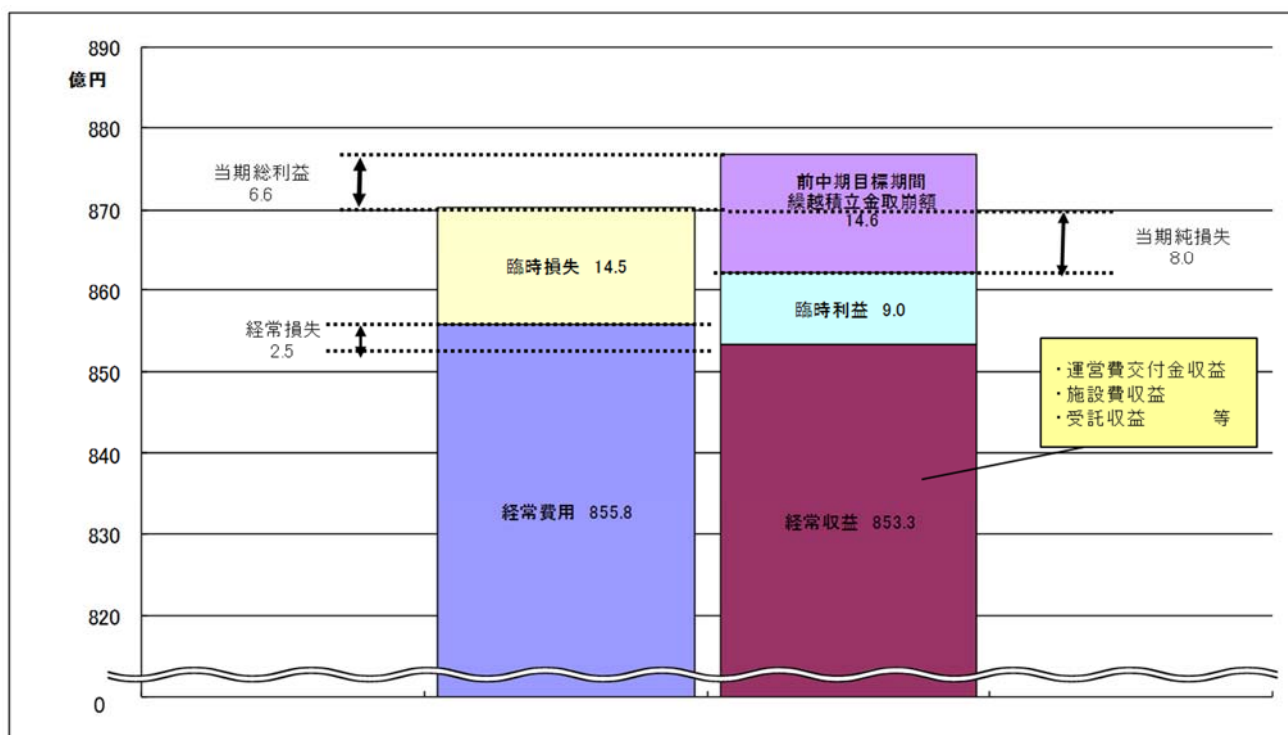 890
億円
880
870
860
850
840
830
820
0
当期総利益
6.6
経常損失
2.5
臨時損失 14.5
経常費用 855.8
前中期目標期間
繰越積立金取崩額
14.6
臨時利益 9.0
経常収益 853.3
当期純損失
8.0
・運営費交付金収益
・施設費収益
・受託収益 等